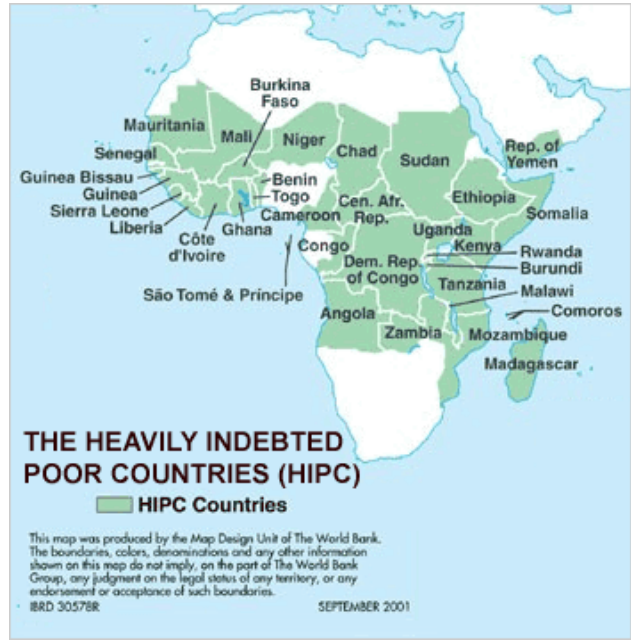 Burkina
Faso
Mauritania
Mali
Niger
Chad
Sudan
Rep. of
Yemen
Senegal
Guinea Bissau
Guinea
Sierra Leone
Liberia
Côte
d'Ivoire
Ghana
Benin
Togo
Cameroon
Cen. Afr.
Rep.
Ethiopia
Somalia
Uganda
Kenya
Congo
Dem. Rep.
of Congo
Rwanda
Burundi
Tanzania
Malawi
São Tomé & Príncipe
Comoros
Angola
Zambia
Mozambique
Madagascar
THE HEAVILY INDEBTED
POOR COUNTRIES (HIPC)
HIPC Countries
This map was produced by the Map Design Unit of The World Bank.
The boundaries, colors, denominations and any other information
shown on this map do not imply, on the part of The World Bank
Group, any judgment on the legal status of any territory, or any
endorsement or acceptance of such boundaries.
IBRD 30578R SEPTEMBER 2001